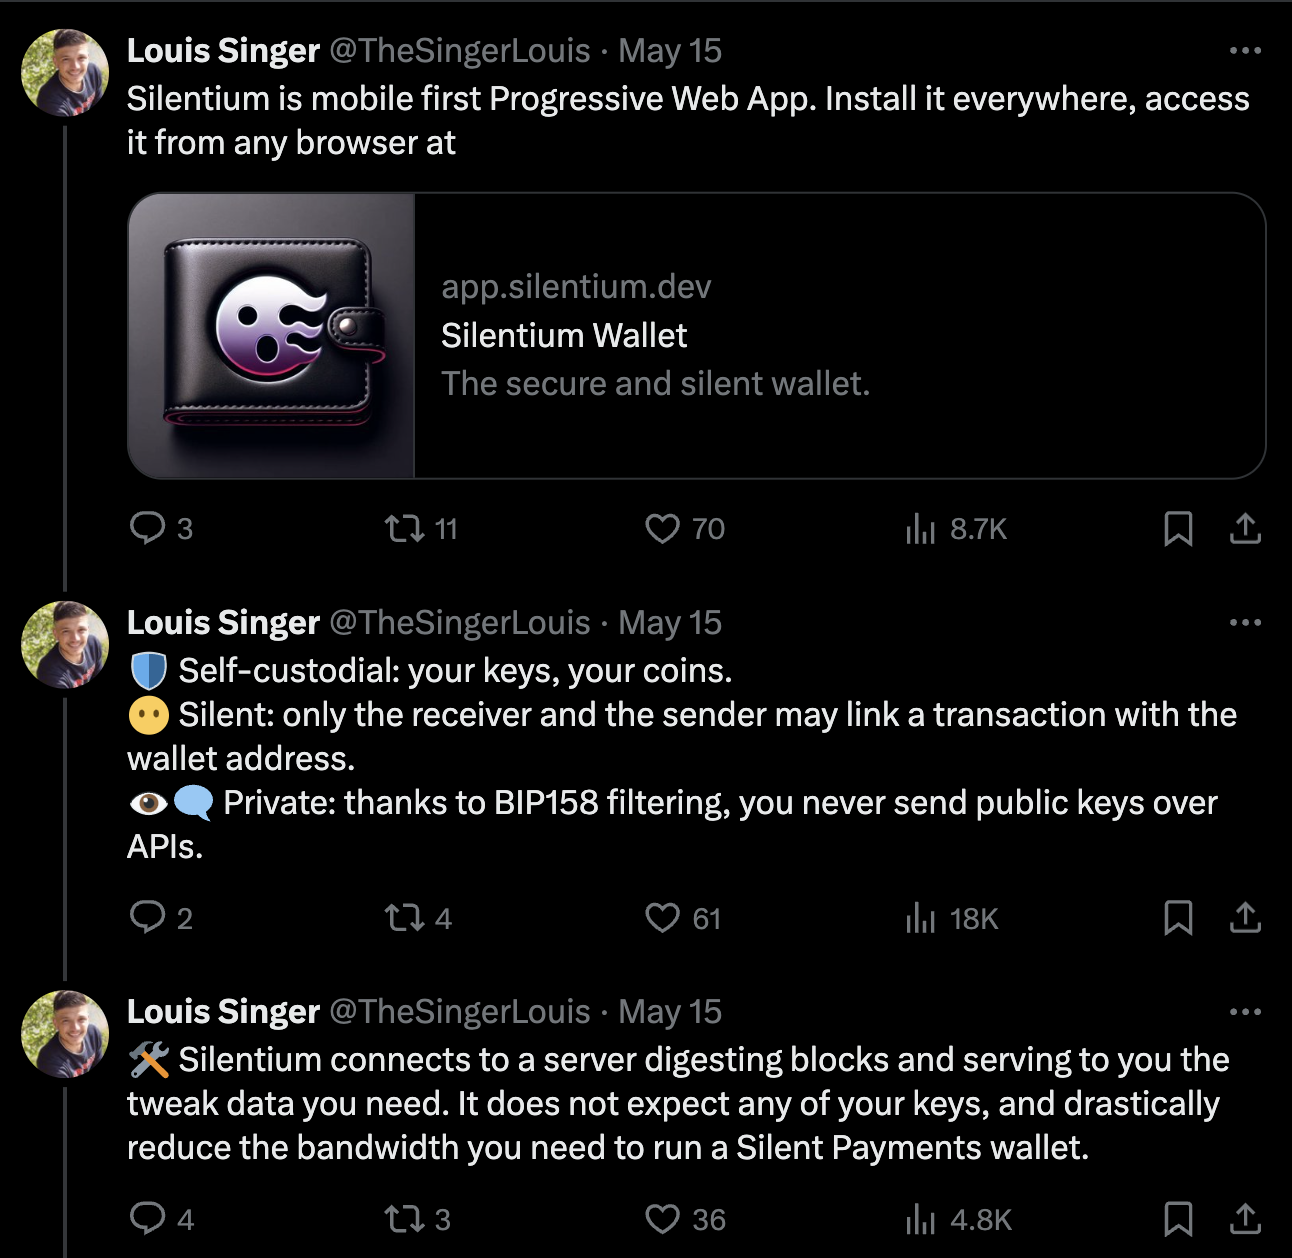 Louis Singer @TheSingerLouis · May 15
Silentium is mobile first Progressive Web App. Install it everywhere, access
it from any browser at
app.silentium.dev
Silentium Wallet
The secure and silent wallet.
3 11 70 8.7K
Louis Singer @TheSingerLouis · May 15
🛡️ Self-custodial: your keys, your coins.
😶 Silent: only the receiver and the sender may link a transaction with the
wallet address.
👁️‍🗨️ Private: thanks to BIP158 filtering, you never send public keys over
APIs.
2 4 61 18K
Louis Singer @TheSingerLouis · May 15
🛠️ Silentium connects to a server digesting blocks and serving to you the
tweak data you need. It does not expect any of your keys, and drastically
reduce the bandwidth you need to run a Silent Payments wallet.
4 3 36 4.8K